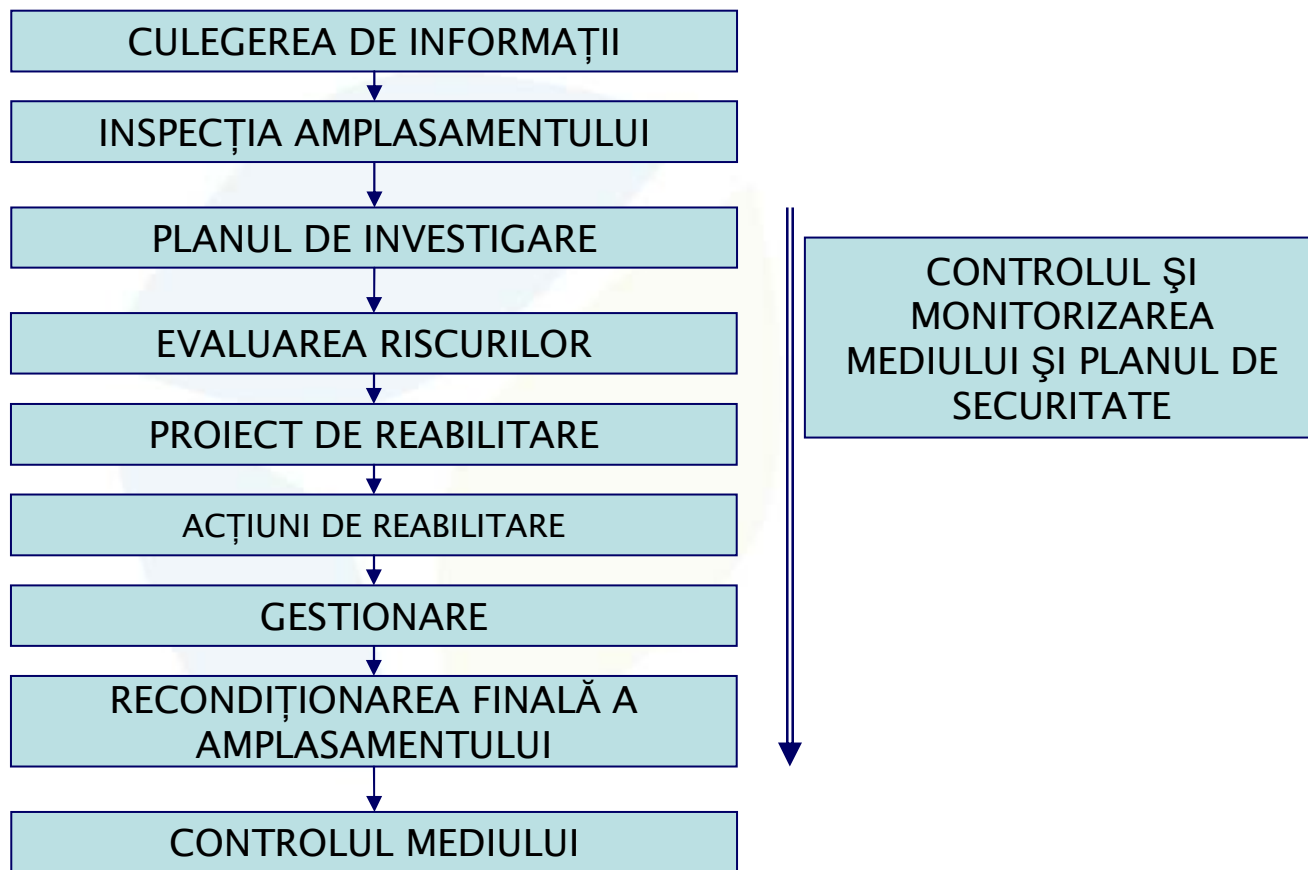 CULEGEREA DE INFORMAȚII
INSPECȚIA AMPLASAMENTULUI
PLANUL DE INVESTIGARE
EVALUAREA RISCURILOR
PROIECT DE REABILITARE
ACȚIUNI DE REABILITARE
GESTIONARE
RECONDIȚIONAREA FINALĂ A
AMPLASAMENTULUI
CONTROLUL MEDIULUI
CONTROLUL ŞI
MONITORIZAREA
MEDIULUI ŞI PLANUL DE
SECURITATE